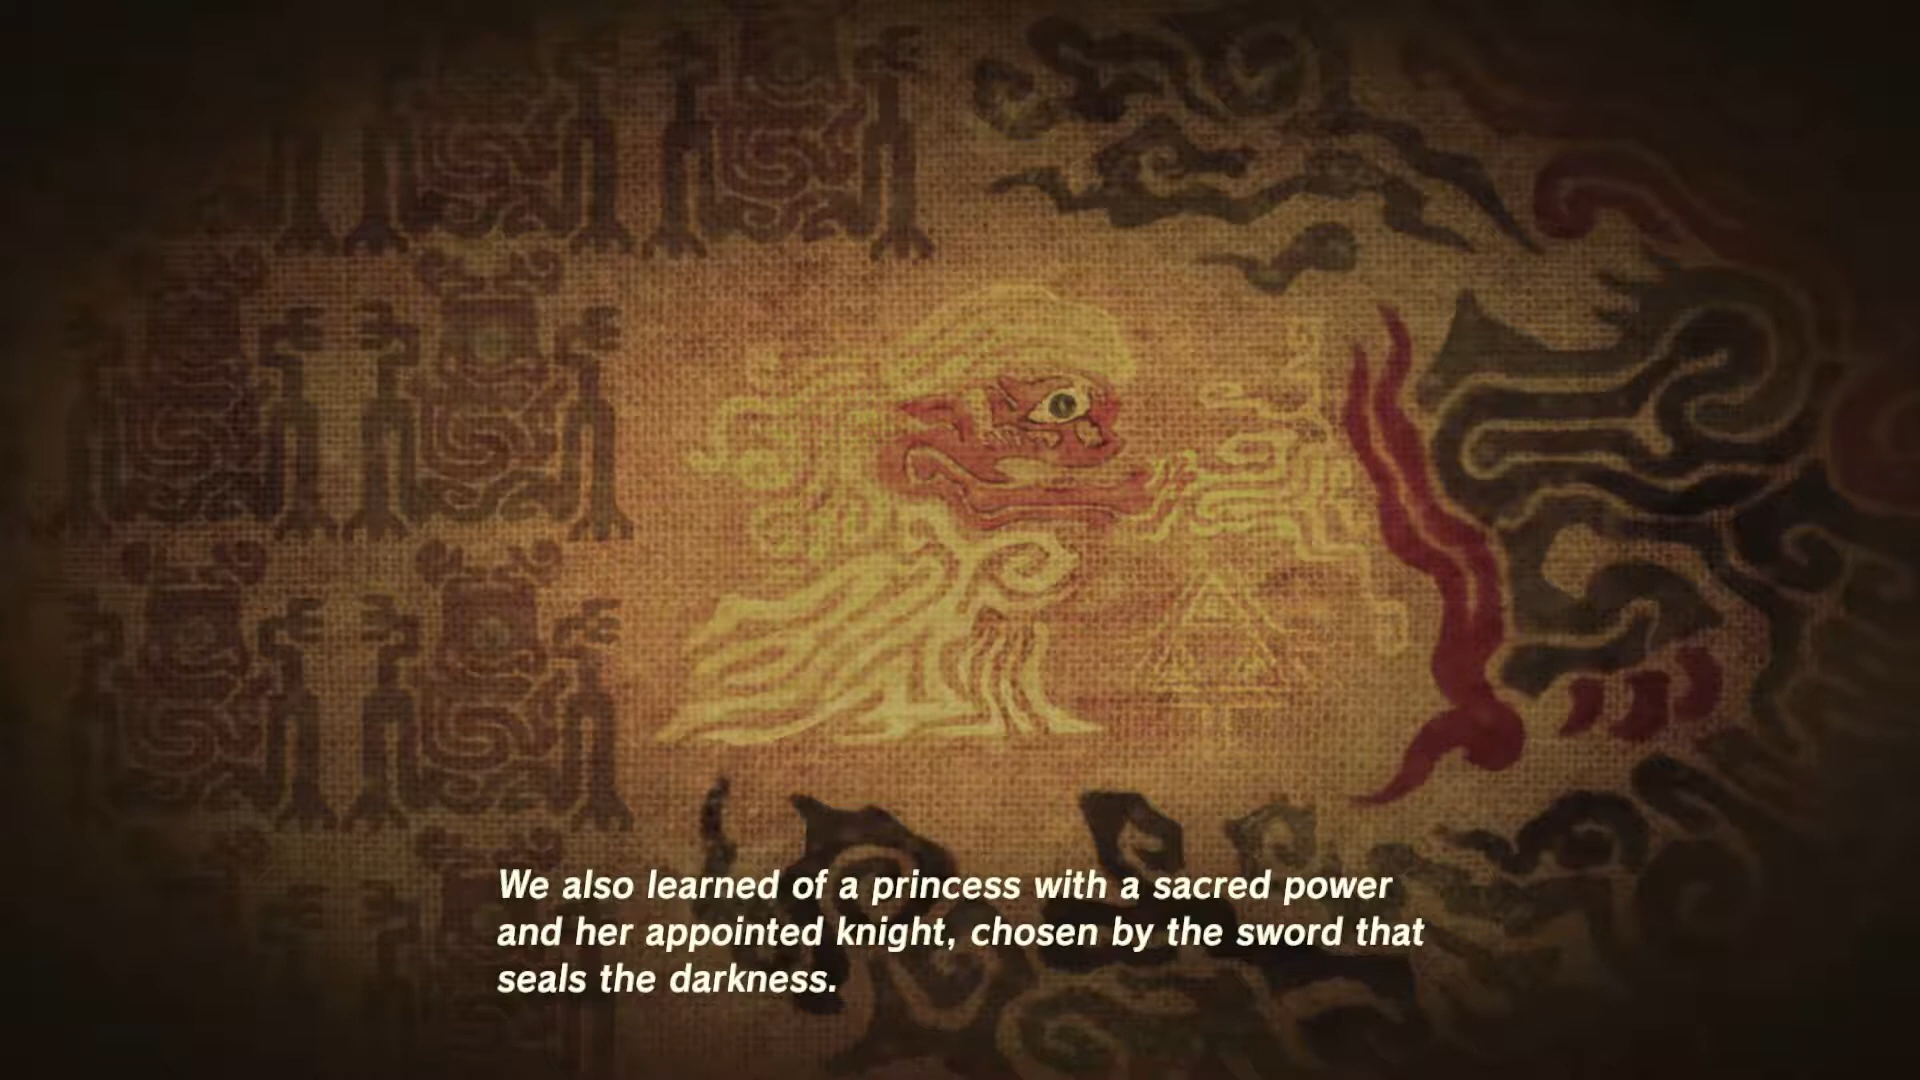 We also learned of a princess with a sacred power
and her appointed knight, chosen by the sword that
seals the darkness.